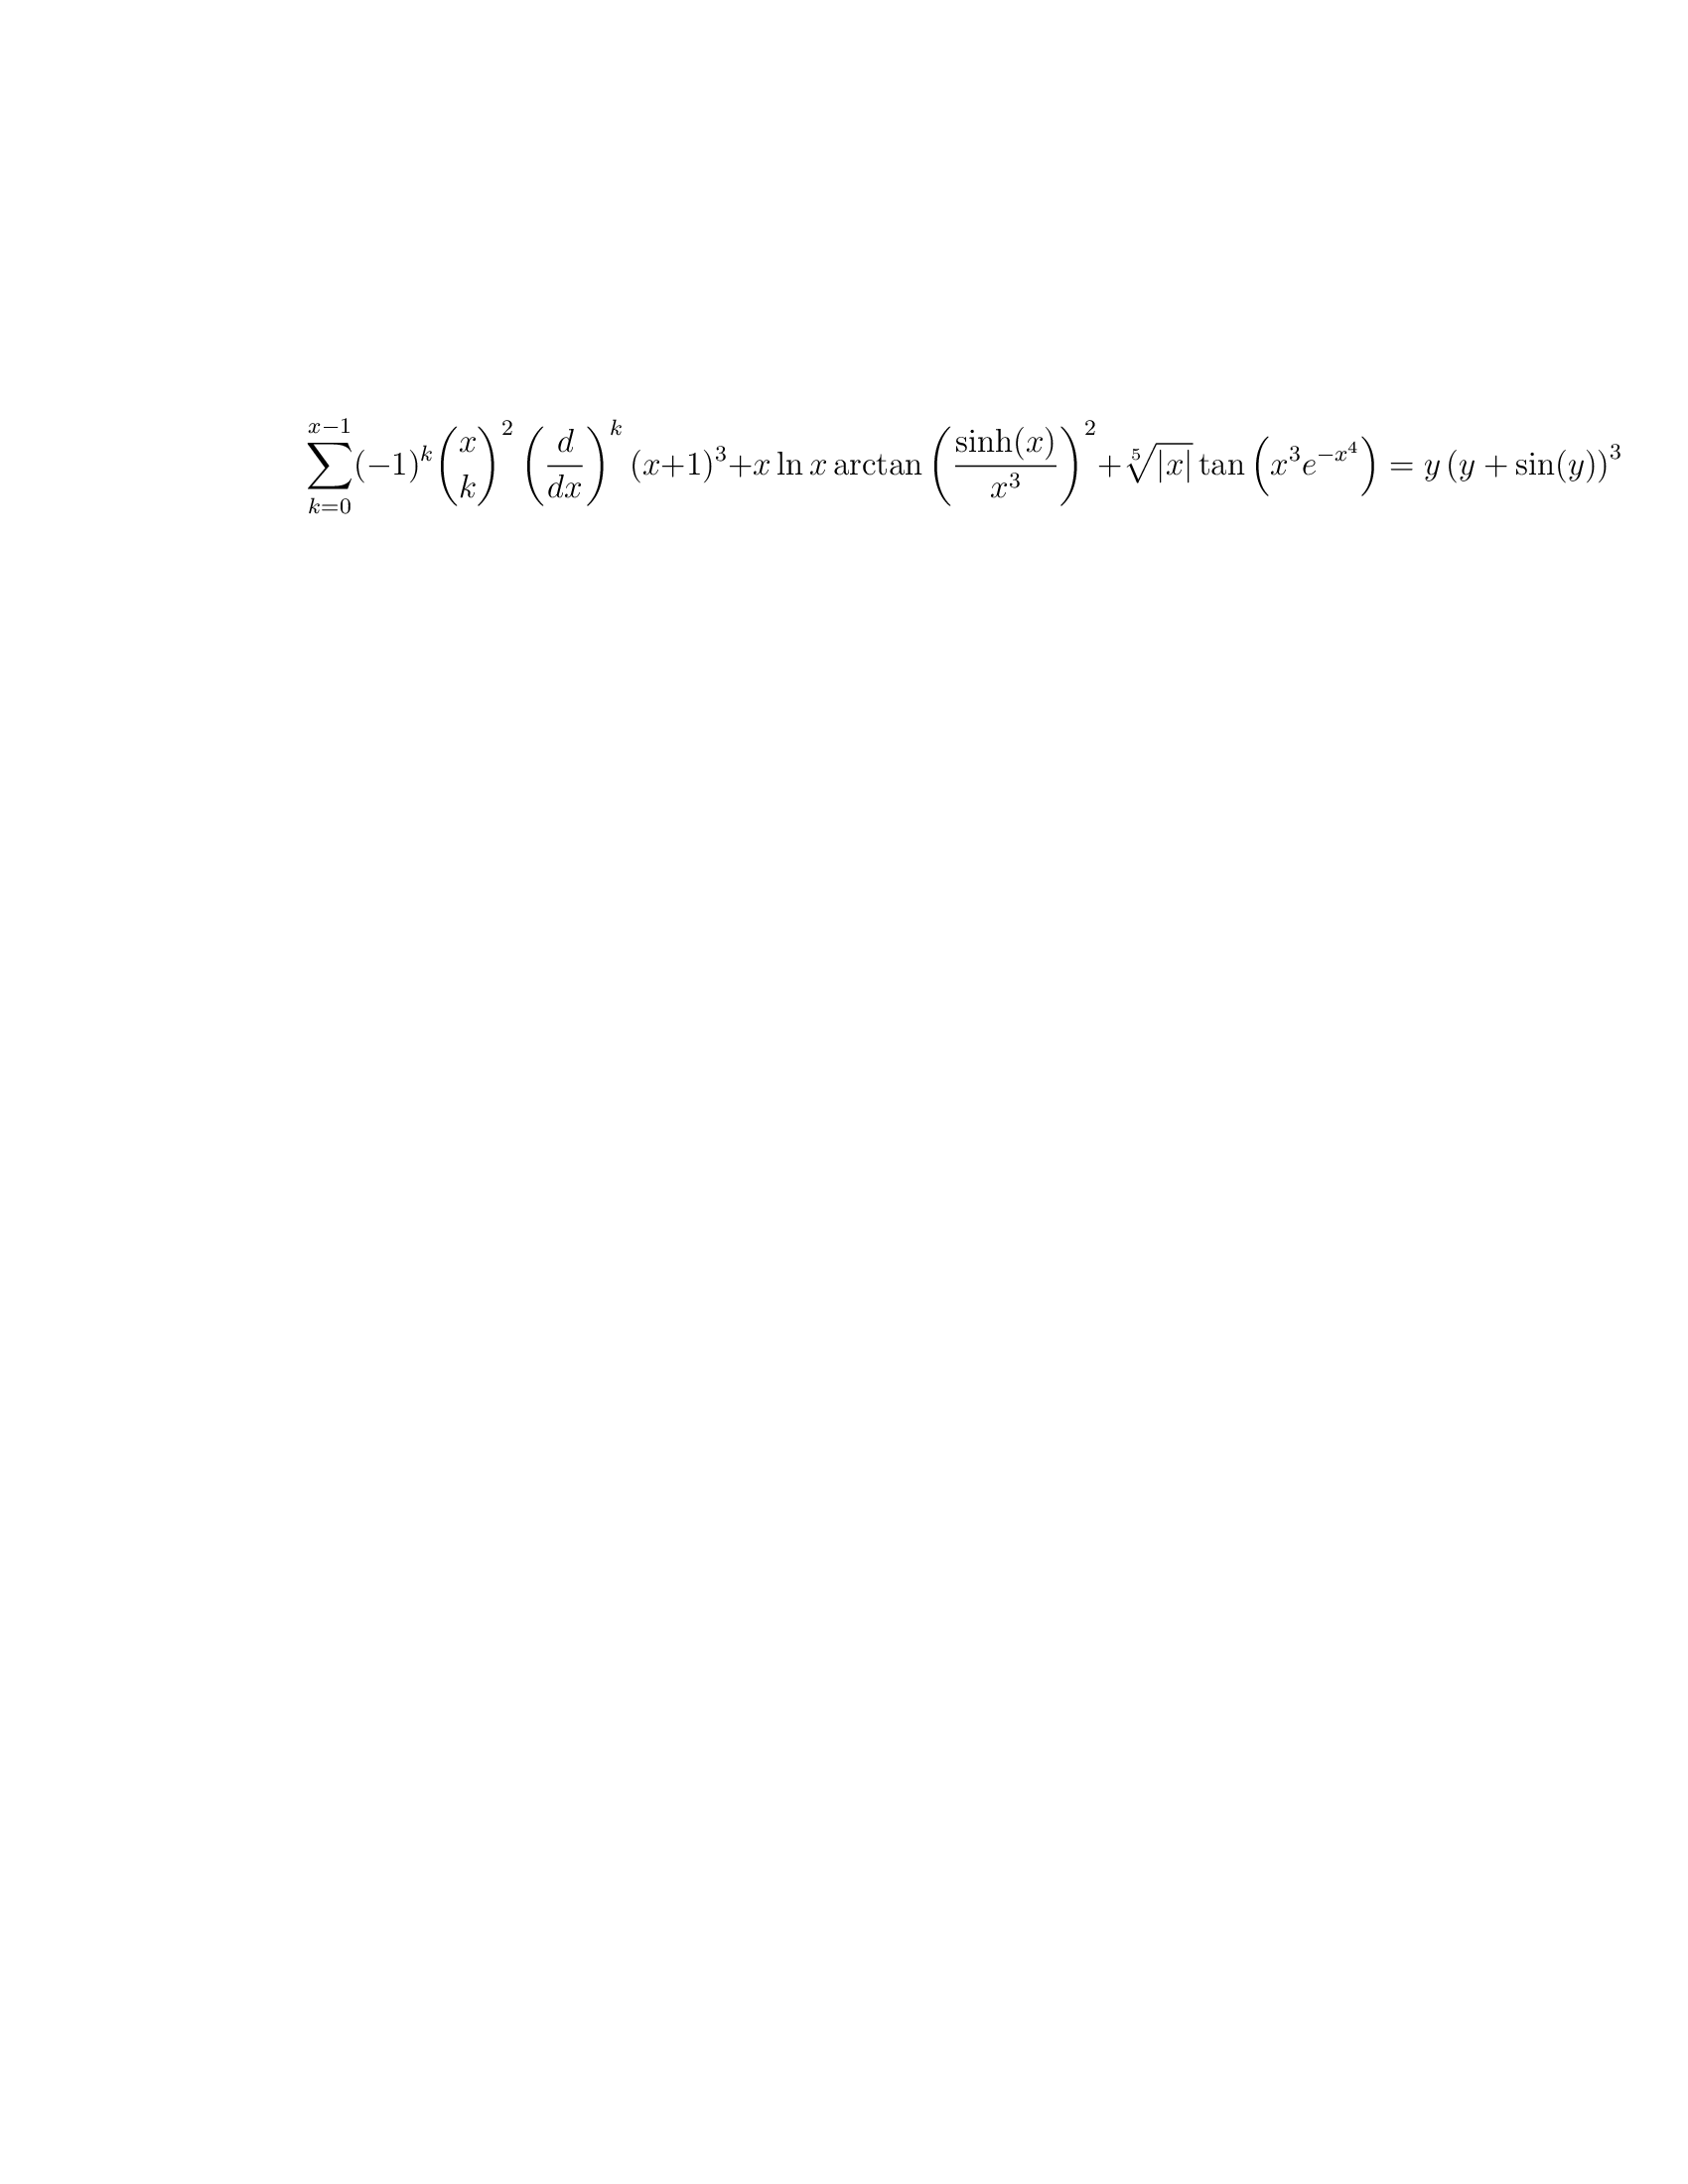 \sum_{k=0}^{x-1} (-1)^k \binom{x}{k}^2 \left(\frac{d}{dx}\right)^k (x+1)^3 + x \ln x \arctan\left(\frac{\sinh(x)}{x^3}\right)^2 + \sqrt[5]{|x|} \tan\left(x^3 e^{-x^4}\right) = y\left(y + \sin(y)\right)^3